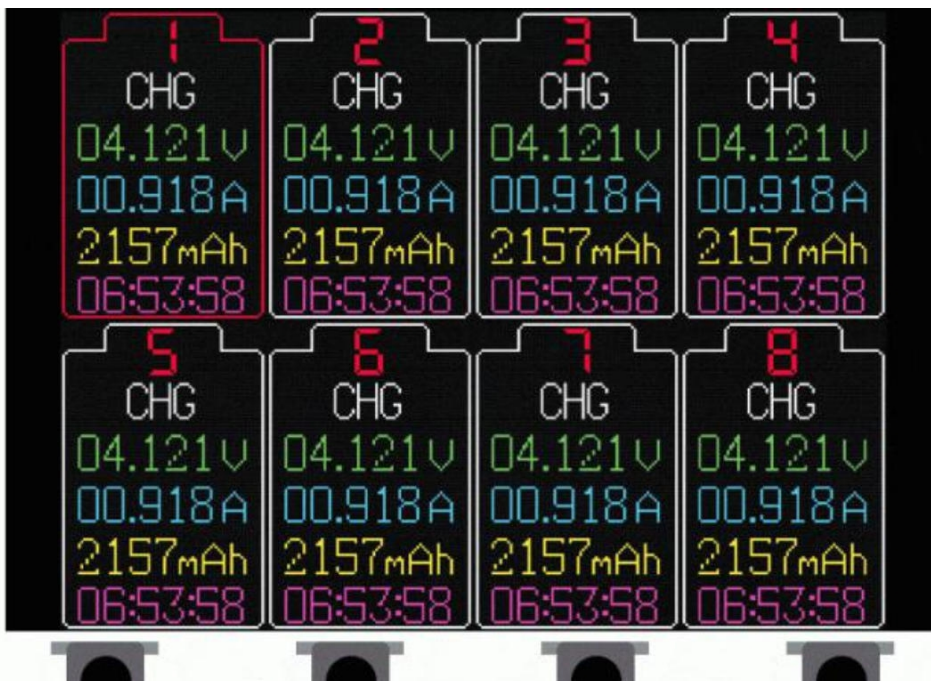 1 2 3 4
CHG CHG CHG CHG
04.121V 04.121V 04.121V 04.121V
00.918A 00.918A 00.918A 00.918A
2157mAh 2157mAh 2157mAh 2157mAh
06:53:58 06:53:58 06:53:58 06:53:58
5 6 7 8
CHG CHG CHG CHG
04.121V 04.121V 04.121V 04.121V
00.918A 00.918A 00.918A 00.918A
2157mAh 2157mAh 2157mAh 2157mAh
06:53:58 06:53:58 06:53:58 06:53:58